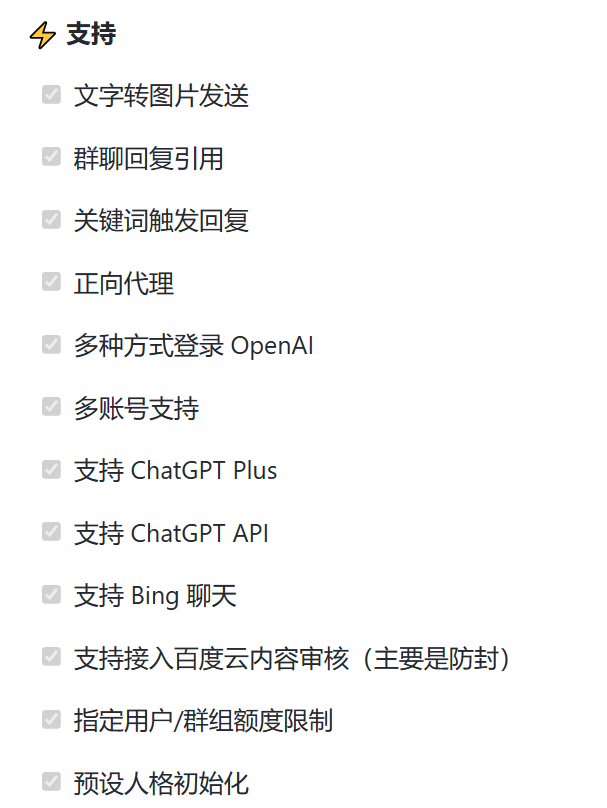 ⚡ 支持
文字转图片发送
群聊回复引用
关键词触发回复
正向代理
多种方式登录 OpenAI
多账号支持
支持 ChatGPT Plus
支持 ChatGPT API
支持 Bing 聊天
支持接入百度云内容审核（主要是防封）
指定用户/群组额度限制
预设人格初始化